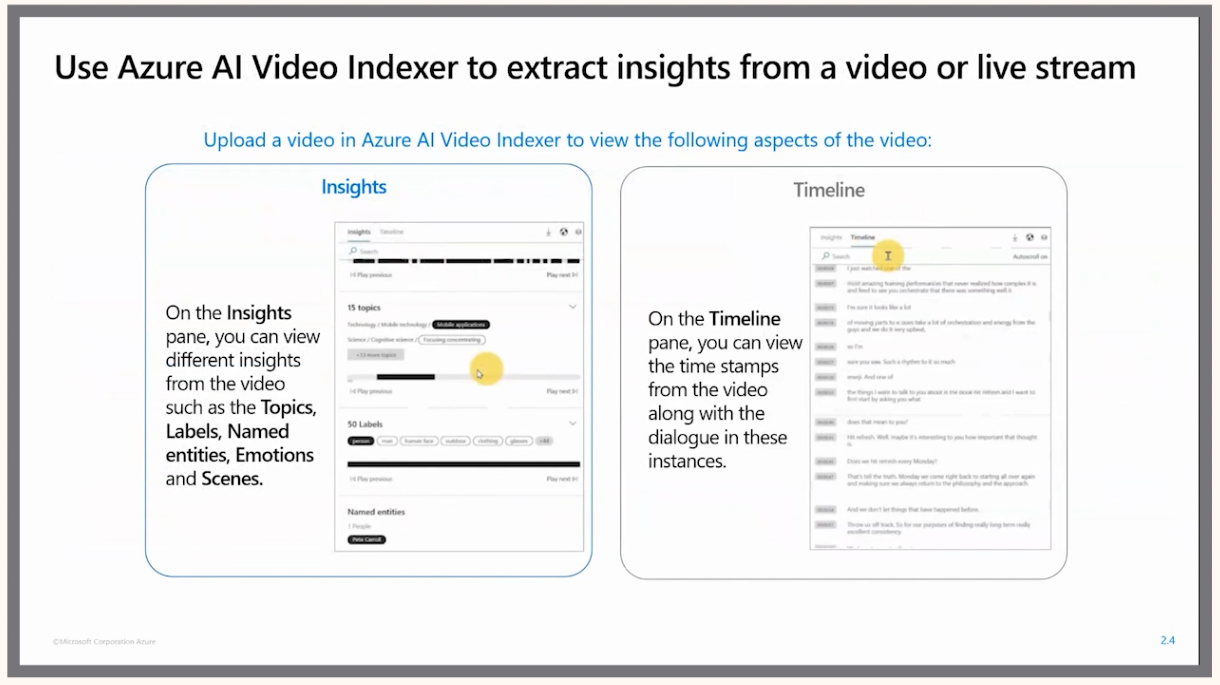 Use Azure AI Video Indexer to extract insights from a video or live stream
Upload a video in Azure AI Video Indexer to view the following aspects of the video:
Insights
On the Insights
pane, you can view
different insights
from the video
such as the Topics,
Labels, Named
entities, Emotions
and Scenes.
Insights Timeline
Search
Play previous Play next
15 topics
Technology / Mobile technology / Mobile applications
Science / Cognitive science / Focusing concentrating
+13 more topics
Play previous Play next
50 Labels
person man human face outdoor clothing glasses +44
Play previous Play next
Named entities
1 People
Pete Carroll
Timeline
On the Timeline
pane, you can view
the time stamps
from the video
along with the
dialogue in these
instances.
Insights Timeline
Search Autoscroll on
I just watched one of the
most amazing training performances that never realized how complex it is
and feed to see you orchestrate that there was something well it
I'm sure it looks like a lot
of moving parts to a ours take a lot of orchestration and energy from the
guys and we do it very upbeat.
so I'm
sure you saw. Such a rhythm to it so much
emoji. And one of
the things I want to talk to you about is the book hit refresh and I want to
first start by asking you what
does that mean to you?
Hit refresh. Well, maybe it's interesting to you how important that thought
is.
Does we hit records every Monday?
That's tell the truth. Monday we come right back to starting all over again
and making sure we always return to the philosophy and the approach.
And we don't let things that have happened before.
Throw us off track. So for our purposes of finding really long term really
excellent consistency.
©Microsoft Corporation Azure
2.4